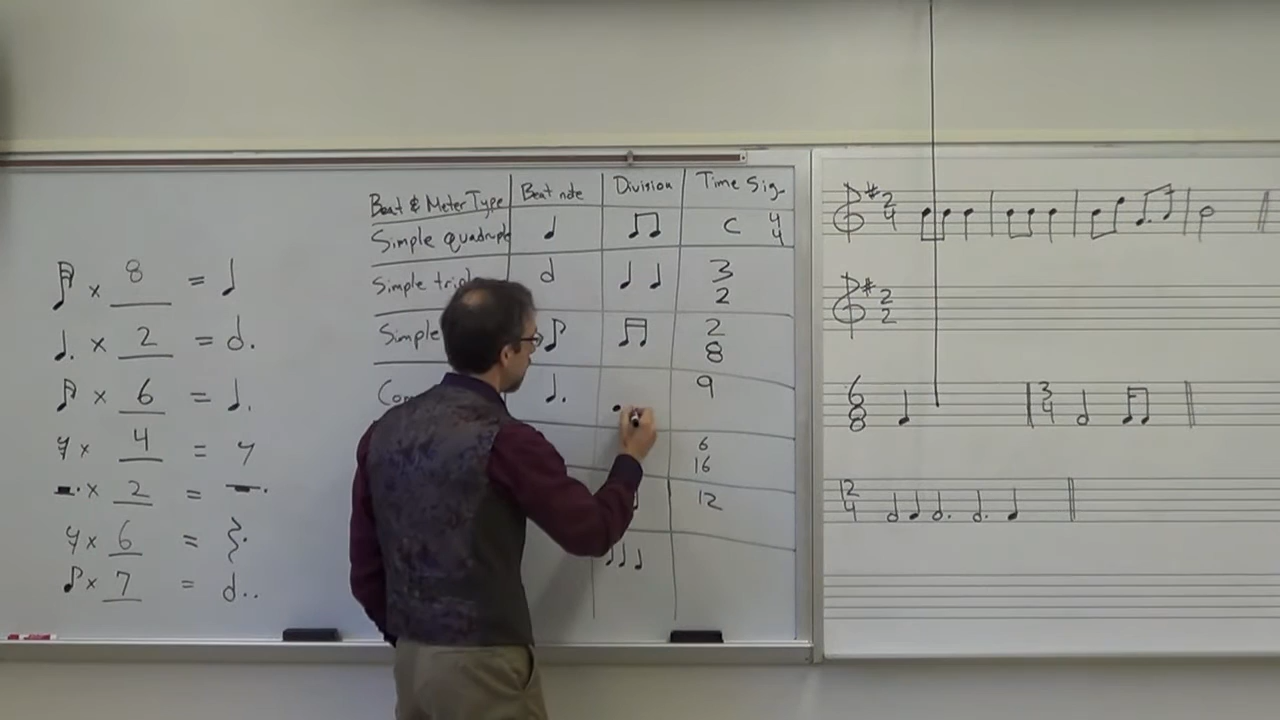 Beat & Meter Type Beat note Division Time Sig.
Simple quadruple C 4 4
Simple 3 2
Simple 2 8
9
6 16
12
× 8 =
× 2 =
× 6 =
× 4 =
× 2 =
× 6 =
× 7 =
2 4
2 2
6 8 3 4
12 4